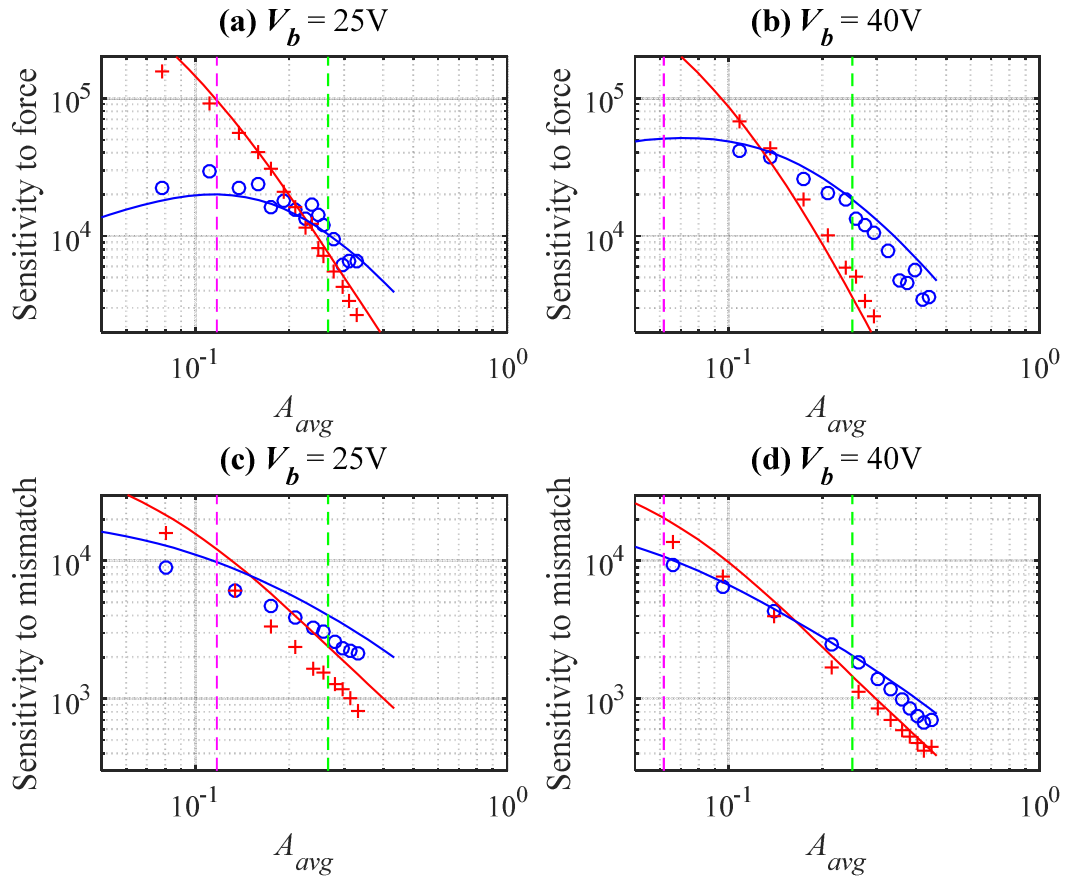 (a) V_b = 25V
(b) V_b = 40V
Sensitivity to force
10^5
10^4
10^-1
10^0
A_avg
Sensitivity to force
10^5
10^4
10^-1
10^0
A_avg
(c) V_b = 25V
(d) V_b = 40V
Sensitivity to mismatch
10^4
10^3
10^-1
10^0
A_avg
Sensitivity to mismatch
10^4
10^3
10^-1
10^0
A_avg